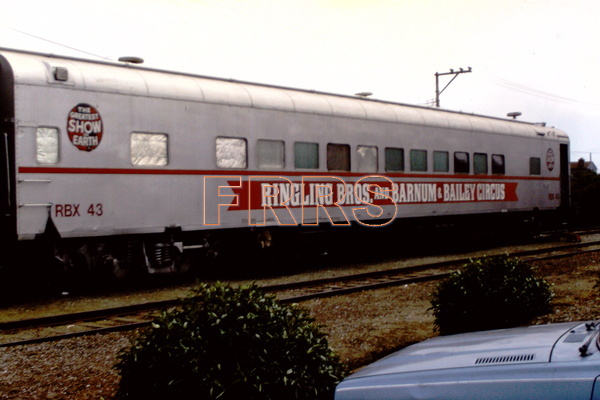 THE
GREATEST
SHOW
ON
EARTH
RBX 43
RINGLING BROS. AND BARNUM & BAILEY CIRCUS
FRRS